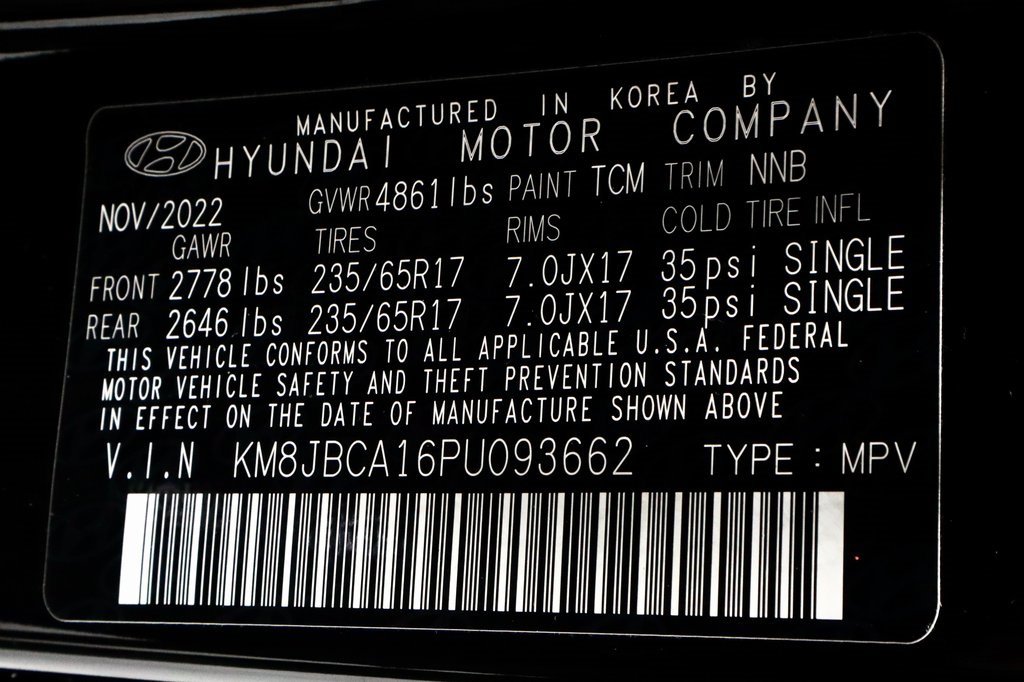 MANUFACTURED IN KOREA BY
HYUNDAI MOTOR COMPANY
NOV/2022 GVWR 4861lbs PAINT TCM TRIM NNB
GAWR TIRES RIMS COLD TIRE INFL
FRONT 2778 lbs 235/65R17 7.0JX17 35psi SINGLE
REAR 2646 lbs 235/65R17 7.0JX17 35psi SINGLE
THIS VEHICLE CONFORMS TO ALL APPLICABLE U.S.A. FEDERAL
MOTOR VEHICLE SAFETY AND THEFT PREVENTION STANDARDS
IN EFFECT ON THE DATE OF MANUFACTURE SHOWN ABOVE
V.I.N KM8JBCA16PU093662 TYPE : MPV